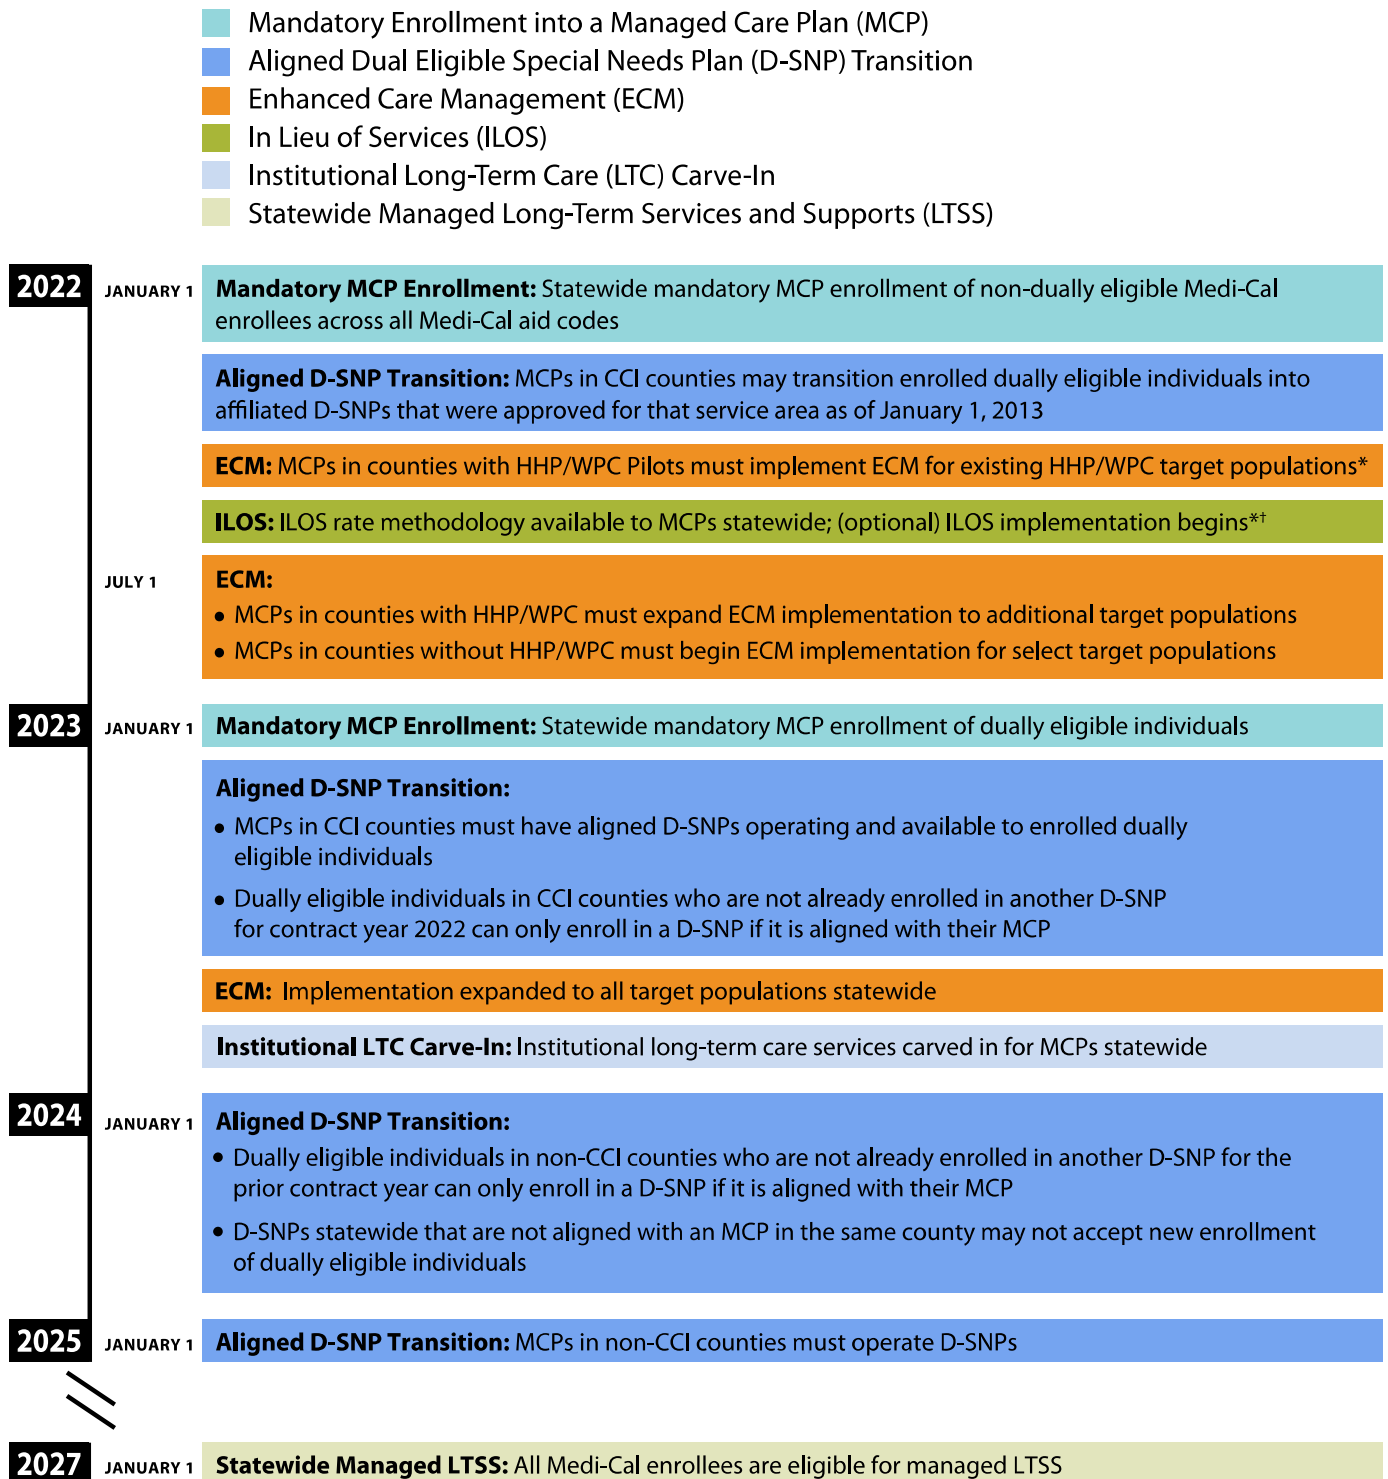 Mandatory Enrollment into a Managed Care Plan (MCP)
Aligned Dual Eligible Special Needs Plan (D-SNP) Transition
Enhanced Care Management (ECM)
In Lieu of Services (ILOS)
Institutional Long-Term Care (LTC) Carve-In
Statewide Managed Long-Term Services and Supports (LTSS)
2022
JANUARY 1
Mandatory MCP Enrollment: Statewide mandatory MCP enrollment of non-dually eligible Medi-Cal
enrollees across all Medi-Cal aid codes
Aligned D-SNP Transition: MCPs in CCI counties may transition enrolled dually eligible individuals into
affiliated D-SNPs that were approved for that service area as of January 1, 2013
ECM: MCPs in counties with HHP/WPC Pilots must implement ECM for existing HHP/WPC target populations*
ILOS: ILOS rate methodology available to MCPs statewide; (optional) ILOS implementation begins*†
JULY 1
ECM:
• MCPs in counties with HHP/WPC must expand ECM implementation to additional target populations
• MCPs in counties without HHP/WPC must begin ECM implementation for select target populations
2023
JANUARY 1
Mandatory MCP Enrollment: Statewide mandatory MCP enrollment of dually eligible individuals
Aligned D-SNP Transition:
• MCPs in CCI counties must have aligned D-SNPs operating and available to enrolled dually
eligible individuals
• Dually eligible individuals in CCI counties who are not already enrolled in another D-SNP
for contract year 2022 can only enroll in a D-SNP if it is aligned with their MCP
ECM: Implementation expanded to all target populations statewide
Institutional LTC Carve-In: Institutional long-term care services carved in for MCPs statewide
2024
JANUARY 1
Aligned D-SNP Transition:
• Dually eligible individuals in non-CCI counties who are not already enrolled in another D-SNP for the
prior contract year can only enroll in a D-SNP if it is aligned with their MCP
• D-SNPs statewide that are not aligned with an MCP in the same county may not accept new enrollment
of dually eligible individuals
2025
JANUARY 1
Aligned D-SNP Transition: MCPs in non-CCI counties must operate D-SNPs
2027
JANUARY 1
Statewide Managed LTSS: All Medi-Cal enrollees are eligible for managed LTSS